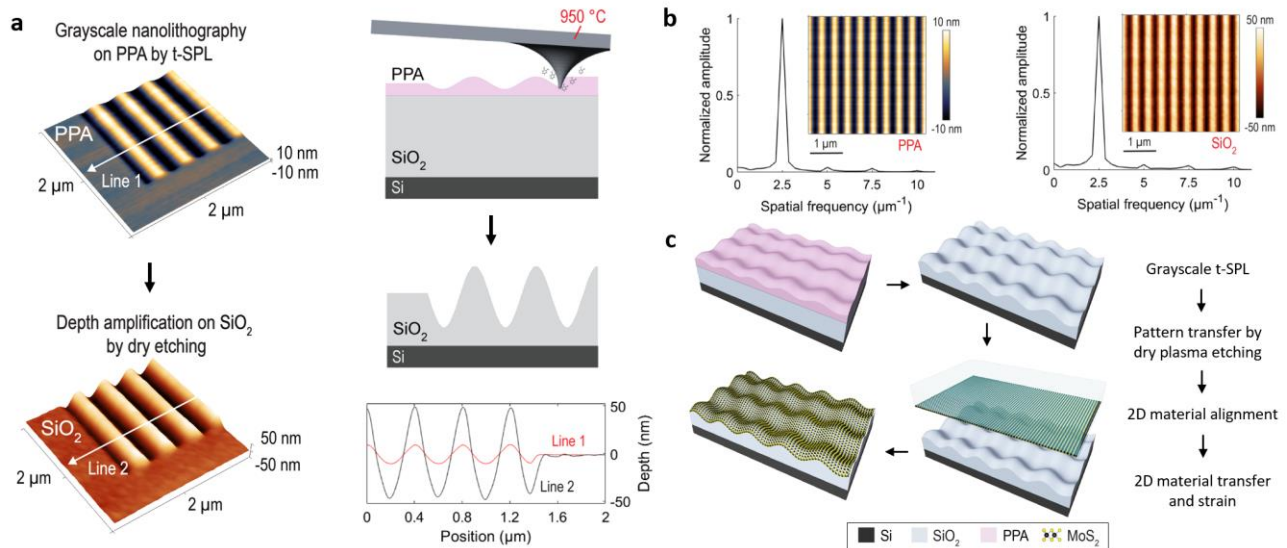 a
Grayscale nanolithography
on PPA by t-SPL
PPA
Line 1
2 µm
2 µm
10 nm
-10 nm
Depth amplification on SiO₂
by dry etching
SiO₂
Line 2
2 µm
2 µm
50 nm
-50 nm
950 °C
PPA
SiO₂
Si
SiO₂
Si
Line 1
Line 2
50
0
-50
Depth (nm)
0 0.4 0.8 1.2 1.6 2
Position (µm)
b
Normalized amplitude
1
0.5
0
0 2.5 5 7.5 10
Spatial frequency (µm⁻¹)
1 µm
PPA
10 nm
-10 nm
Normalized amplitude
1
0.5
0
0 2.5 5 7.5 10
Spatial frequency (µm⁻¹)
1 µm
SiO₂
50 nm
-50 nm
c
Grayscale t-SPL
Pattern transfer by
dry plasma etching
2D material alignment
2D material transfer
and strain
Si SiO₂ PPA MoS₂